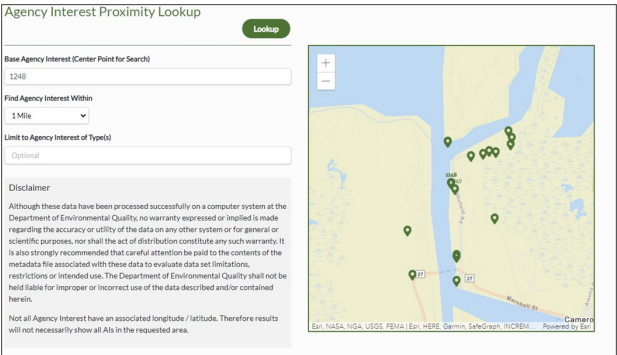 Agency Interest Proximity Lookup
Lookup
Base Agency Interest (Center Point for Search)
1248
Find Agency Interest Within
1 Mile
Limit to Agency Interest of Type(s)
Optional
Disclaimer
Although these data have been processed successfully on a computer system at the
Department of Environmental Quality, no warranty expressed or implied is made
regarding the accuracy or utility of the data on any other system or for general or
scientific purposes, nor shall the act of distribution constitute any such warranty. It
is also strongly recommended that careful attention be paid to the contents of the
metadata file associated with these data to evaluate data set limitations,
restrictions or intended use. The Department of Environmental Quality shall not be
held liable for improper or incorrect use of the data described and/or contained
herein.
Not all Agency Interest have an associated longitude / latitude. Therefore results
will not necessarily show all AIs in the requested area.
+
−
1248
27
27
Marshall St
Camero
Esri, NASA, NGA, USGS, FEMA | Esri, HERE, Garmin, SafeGraph, INCREM...
Powered by Esri